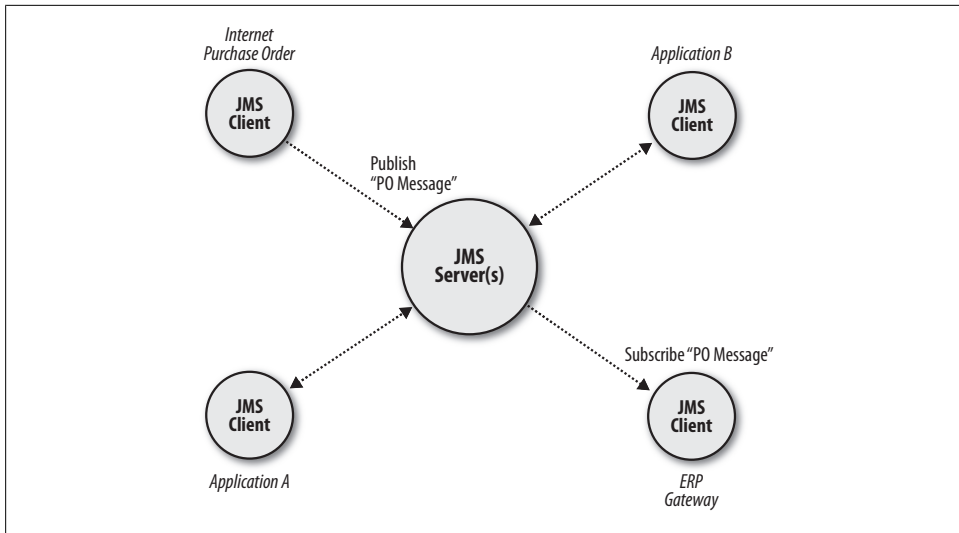 Internet
Purchase Order
JMS
Client
Application B
JMS
Client
Publish
“PO Message”
JMS
Server(s)
Subscribe “PO Message”
JMS
Client
Application A
JMS
Client
ERP
Gateway